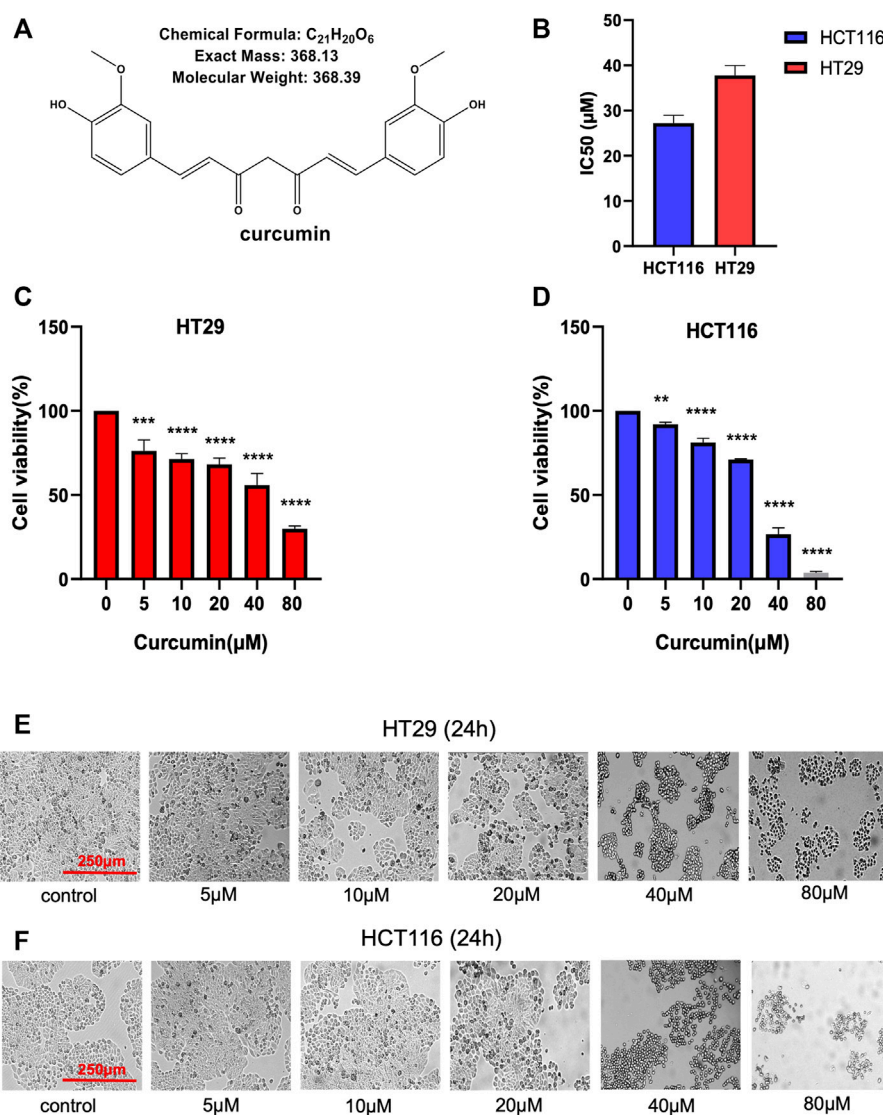 A
Chemical Formula: C21H20O6
Exact Mass: 368.13
Molecular Weight: 368.39
O
O
HO
OH
O
O
curcumin
B
50
40
30
20
10
0
IC50 (µM)
HCT116
HT29
HCT116
HT29
C
HT29
150
100
50
0
Cell viability(%)
***
****
****
****
****
0 5 10 20 40 80
Curcumin(µM)
D
HCT116
150
100
50
0
Cell viability(%)
**
****
****
****
****
0 5 10 20 40 80
Curcumin(µM)
E
HT29 (24h)
250µm
control 5µM 10µM 20µM 40µM 80µM
F
HCT116 (24h)
250µm
control 5µM 10µM 20µM 40µM 80µM